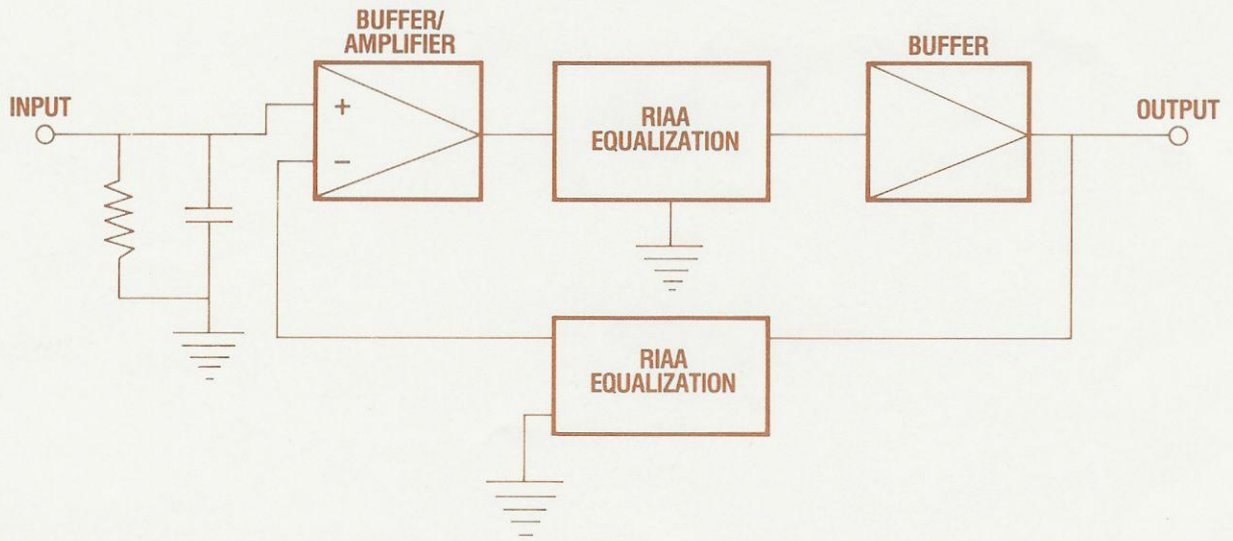 BUFFER/
AMPLIFIER
BUFFER
INPUT
OUTPUT
+
−
RIAA
EQUALIZATION
RIAA
EQUALIZATION